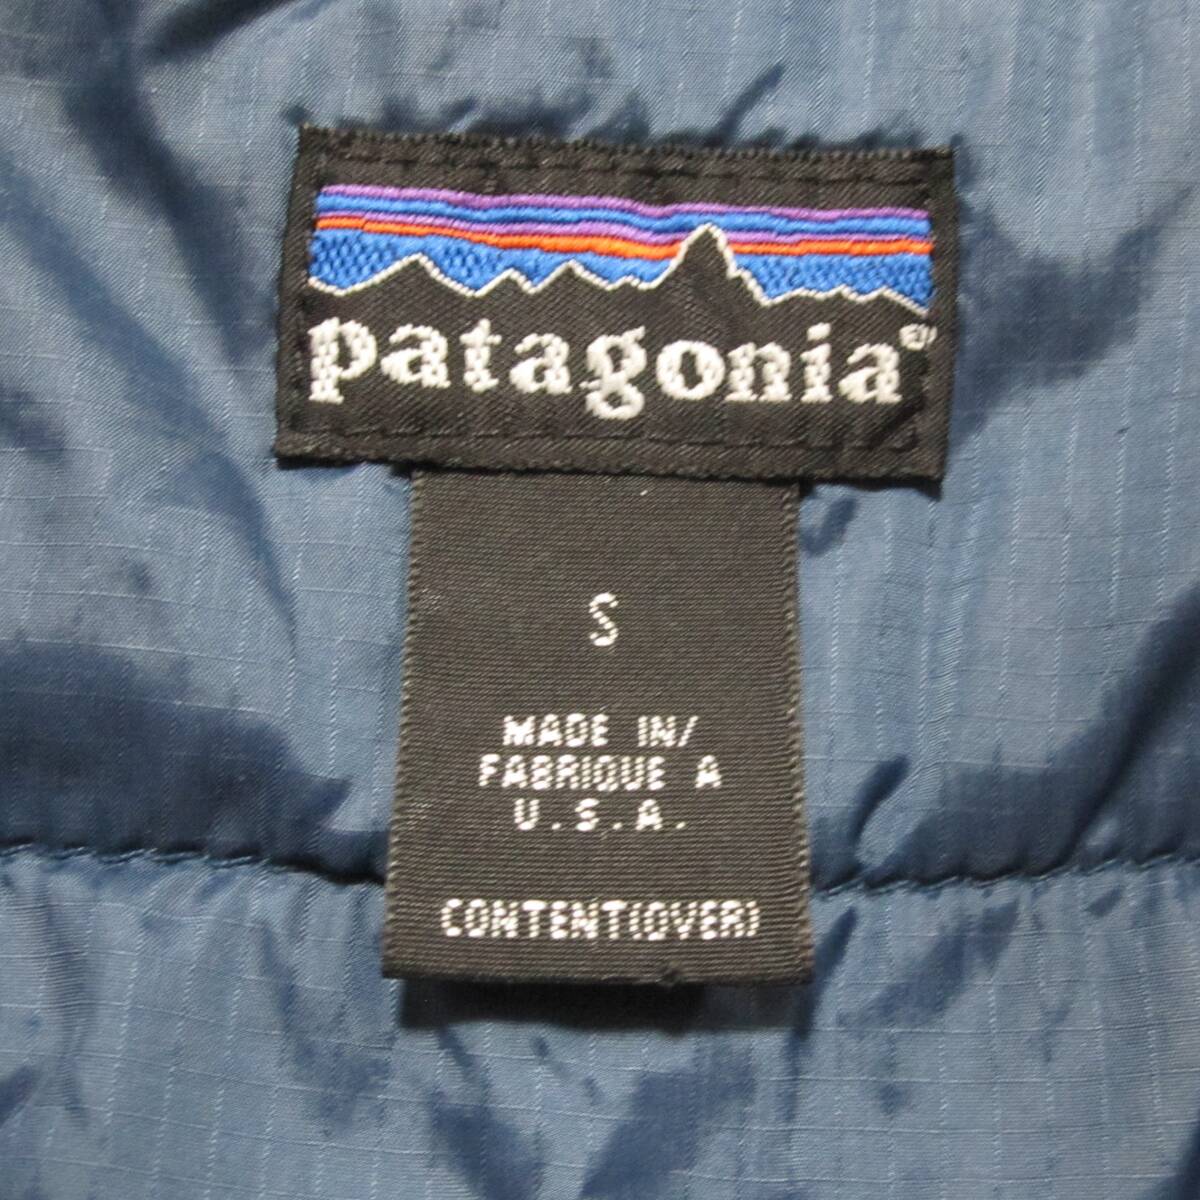 patagonia
S
MADE IN/
FABRIQUE A
U.S.A.
CONTENT(OVER)